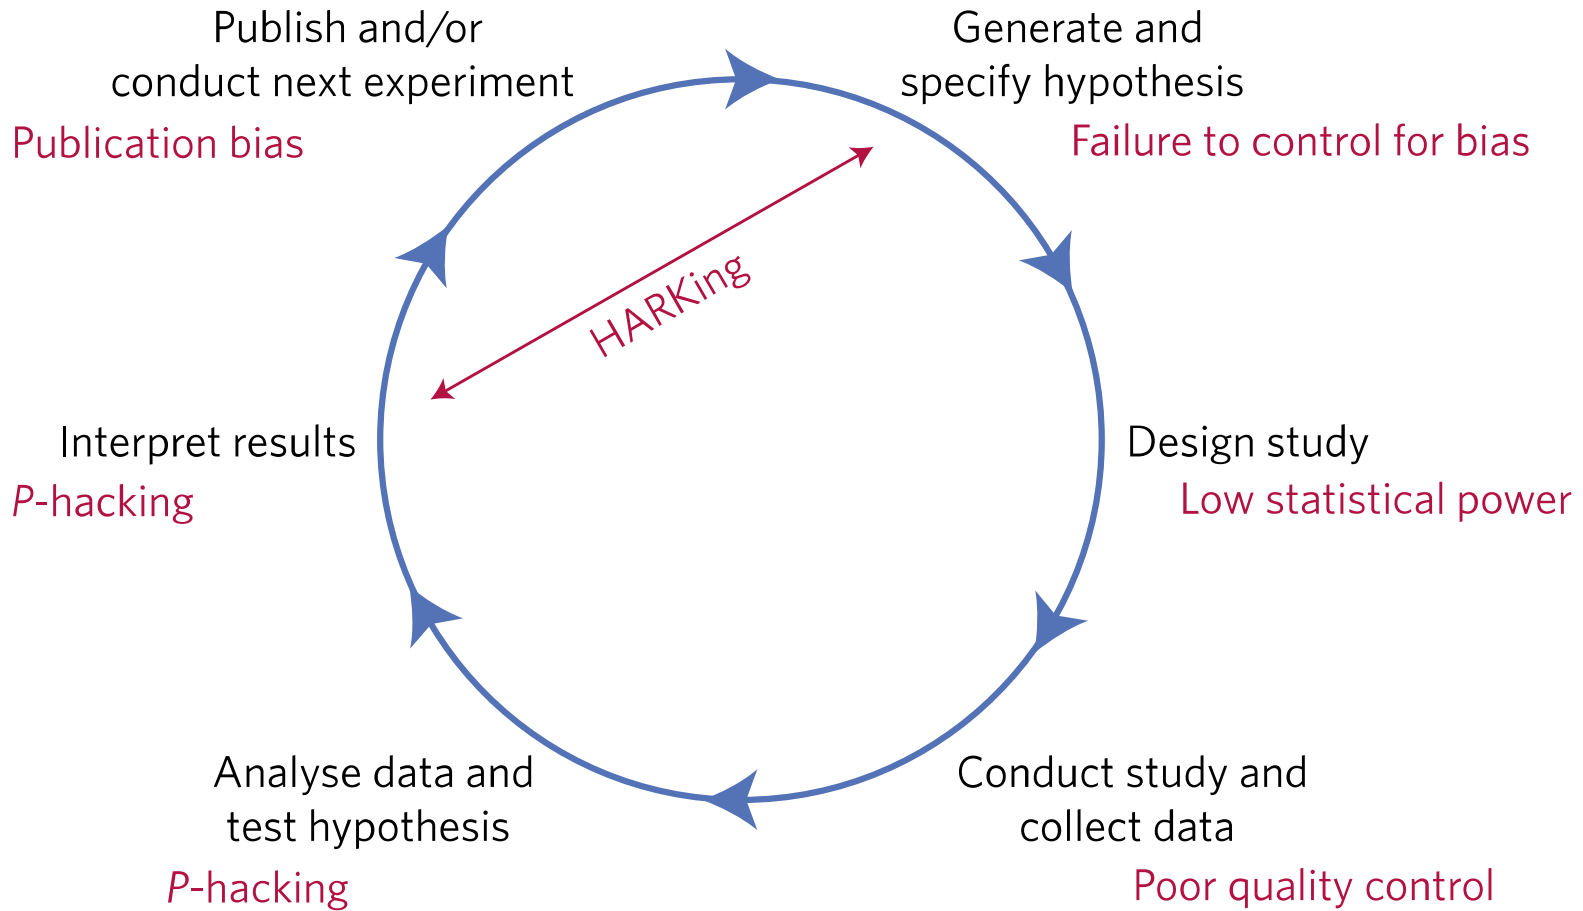 Publish and/or
conduct next experiment
Publication bias
Generate and
specify hypothesis
Failure to control for bias
HARKing
Interpret results
P-hacking
Design study
Low statistical power
Analyse data and
test hypothesis
P-hacking
Conduct study and
collect data
Poor quality control